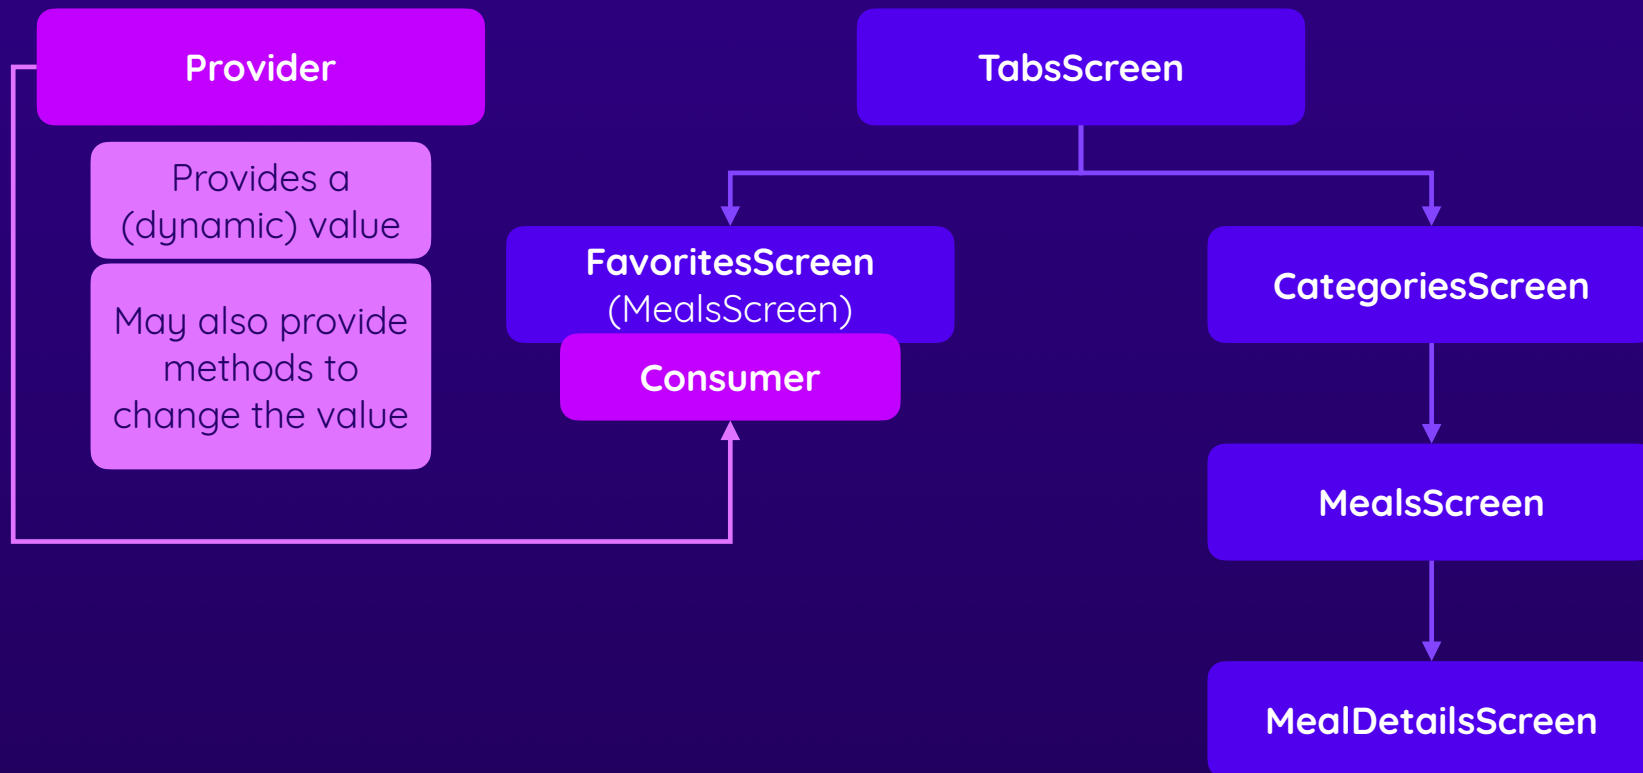 Provider
Provides a
(dynamic) value
May also provide
methods to
change the value
TabsScreen
FavoritesScreen
(MealsScreen)
Consumer
CategoriesScreen
MealsScreen
MealDetailsScreen